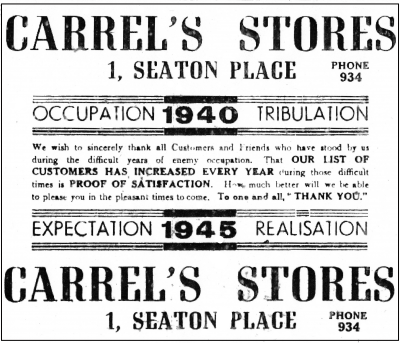 CARREL'S STORES
1, SEATON PLACE PHONE 934
OCCUPATION 1940 TRIBULATION
We wish to sincerely thank all Customers and Friends who have stood by us
during the difficult years of enemy occupation. That OUR LIST OF
CUSTOMERS HAS INCREASED EVERY YEAR during those difficult
times is PROOF OF SATISFACTION. How much better will we be able
to please you in the pleasant times to come. To one and all, "THANK YOU."
EXPECTATION 1945 REALISATION
CARREL'S STORES
1, SEATON PLACE PHONE 934